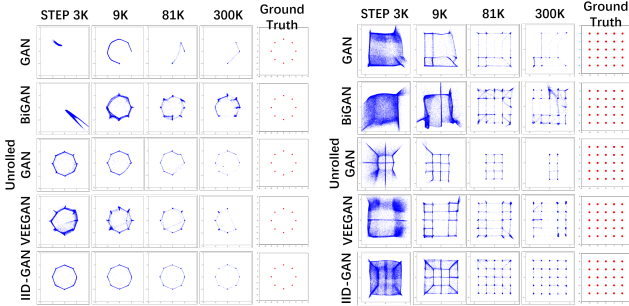 STEP 3K 9K 81K 300K Ground Truth
GAN
BiGAN
Unrolled GAN
VEEGAN
IID-GAN
STEP 3K 9K 81K 300K Ground Truth
GAN
BiGAN
Unrolled GAN
VEEGAN
IID-GAN